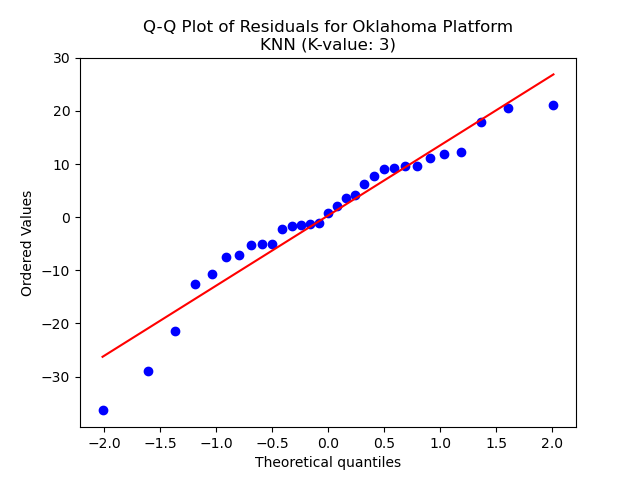 Q-Q Plot of Residuals for Oklahoma Platform
KNN (K-value: 3)
30
20
10
0
−10
−20
−30
Ordered Values
−2.0 −1.5 −1.0 −0.5 0.0 0.5 1.0 1.5 2.0
Theoretical quantiles